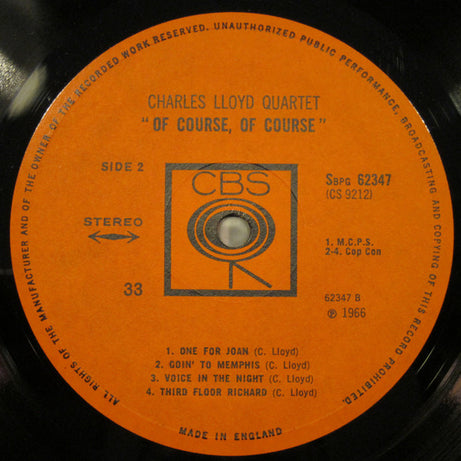 ALL RIGHTS OF THE MANUFACTURER AND OF THE OWNER OF THE RECORDED WORK RESERVED. UNAUTHORIZED PUBLIC PERFORMANCE, BROADCASTING AND COPYING OF THIS RECORD PROHIBITED.
CHARLES LLOYD QUARTET
"OF COURSE, OF COURSE"
SIDE 2
CBS
SBPG 62347
(CS 9212)
STEREO
1. M.C.P.S.
2-4. Cop Con
33
62347 B
℗ 1966
1. ONE FOR JOAN (C. Lloyd)
2. GOIN' TO MEMPHIS (C. Lloyd)
3. VOICE IN THE NIGHT (C. Lloyd)
4. THIRD FLOOR RICHARD (C. Lloyd)
MADE IN ENGLAND